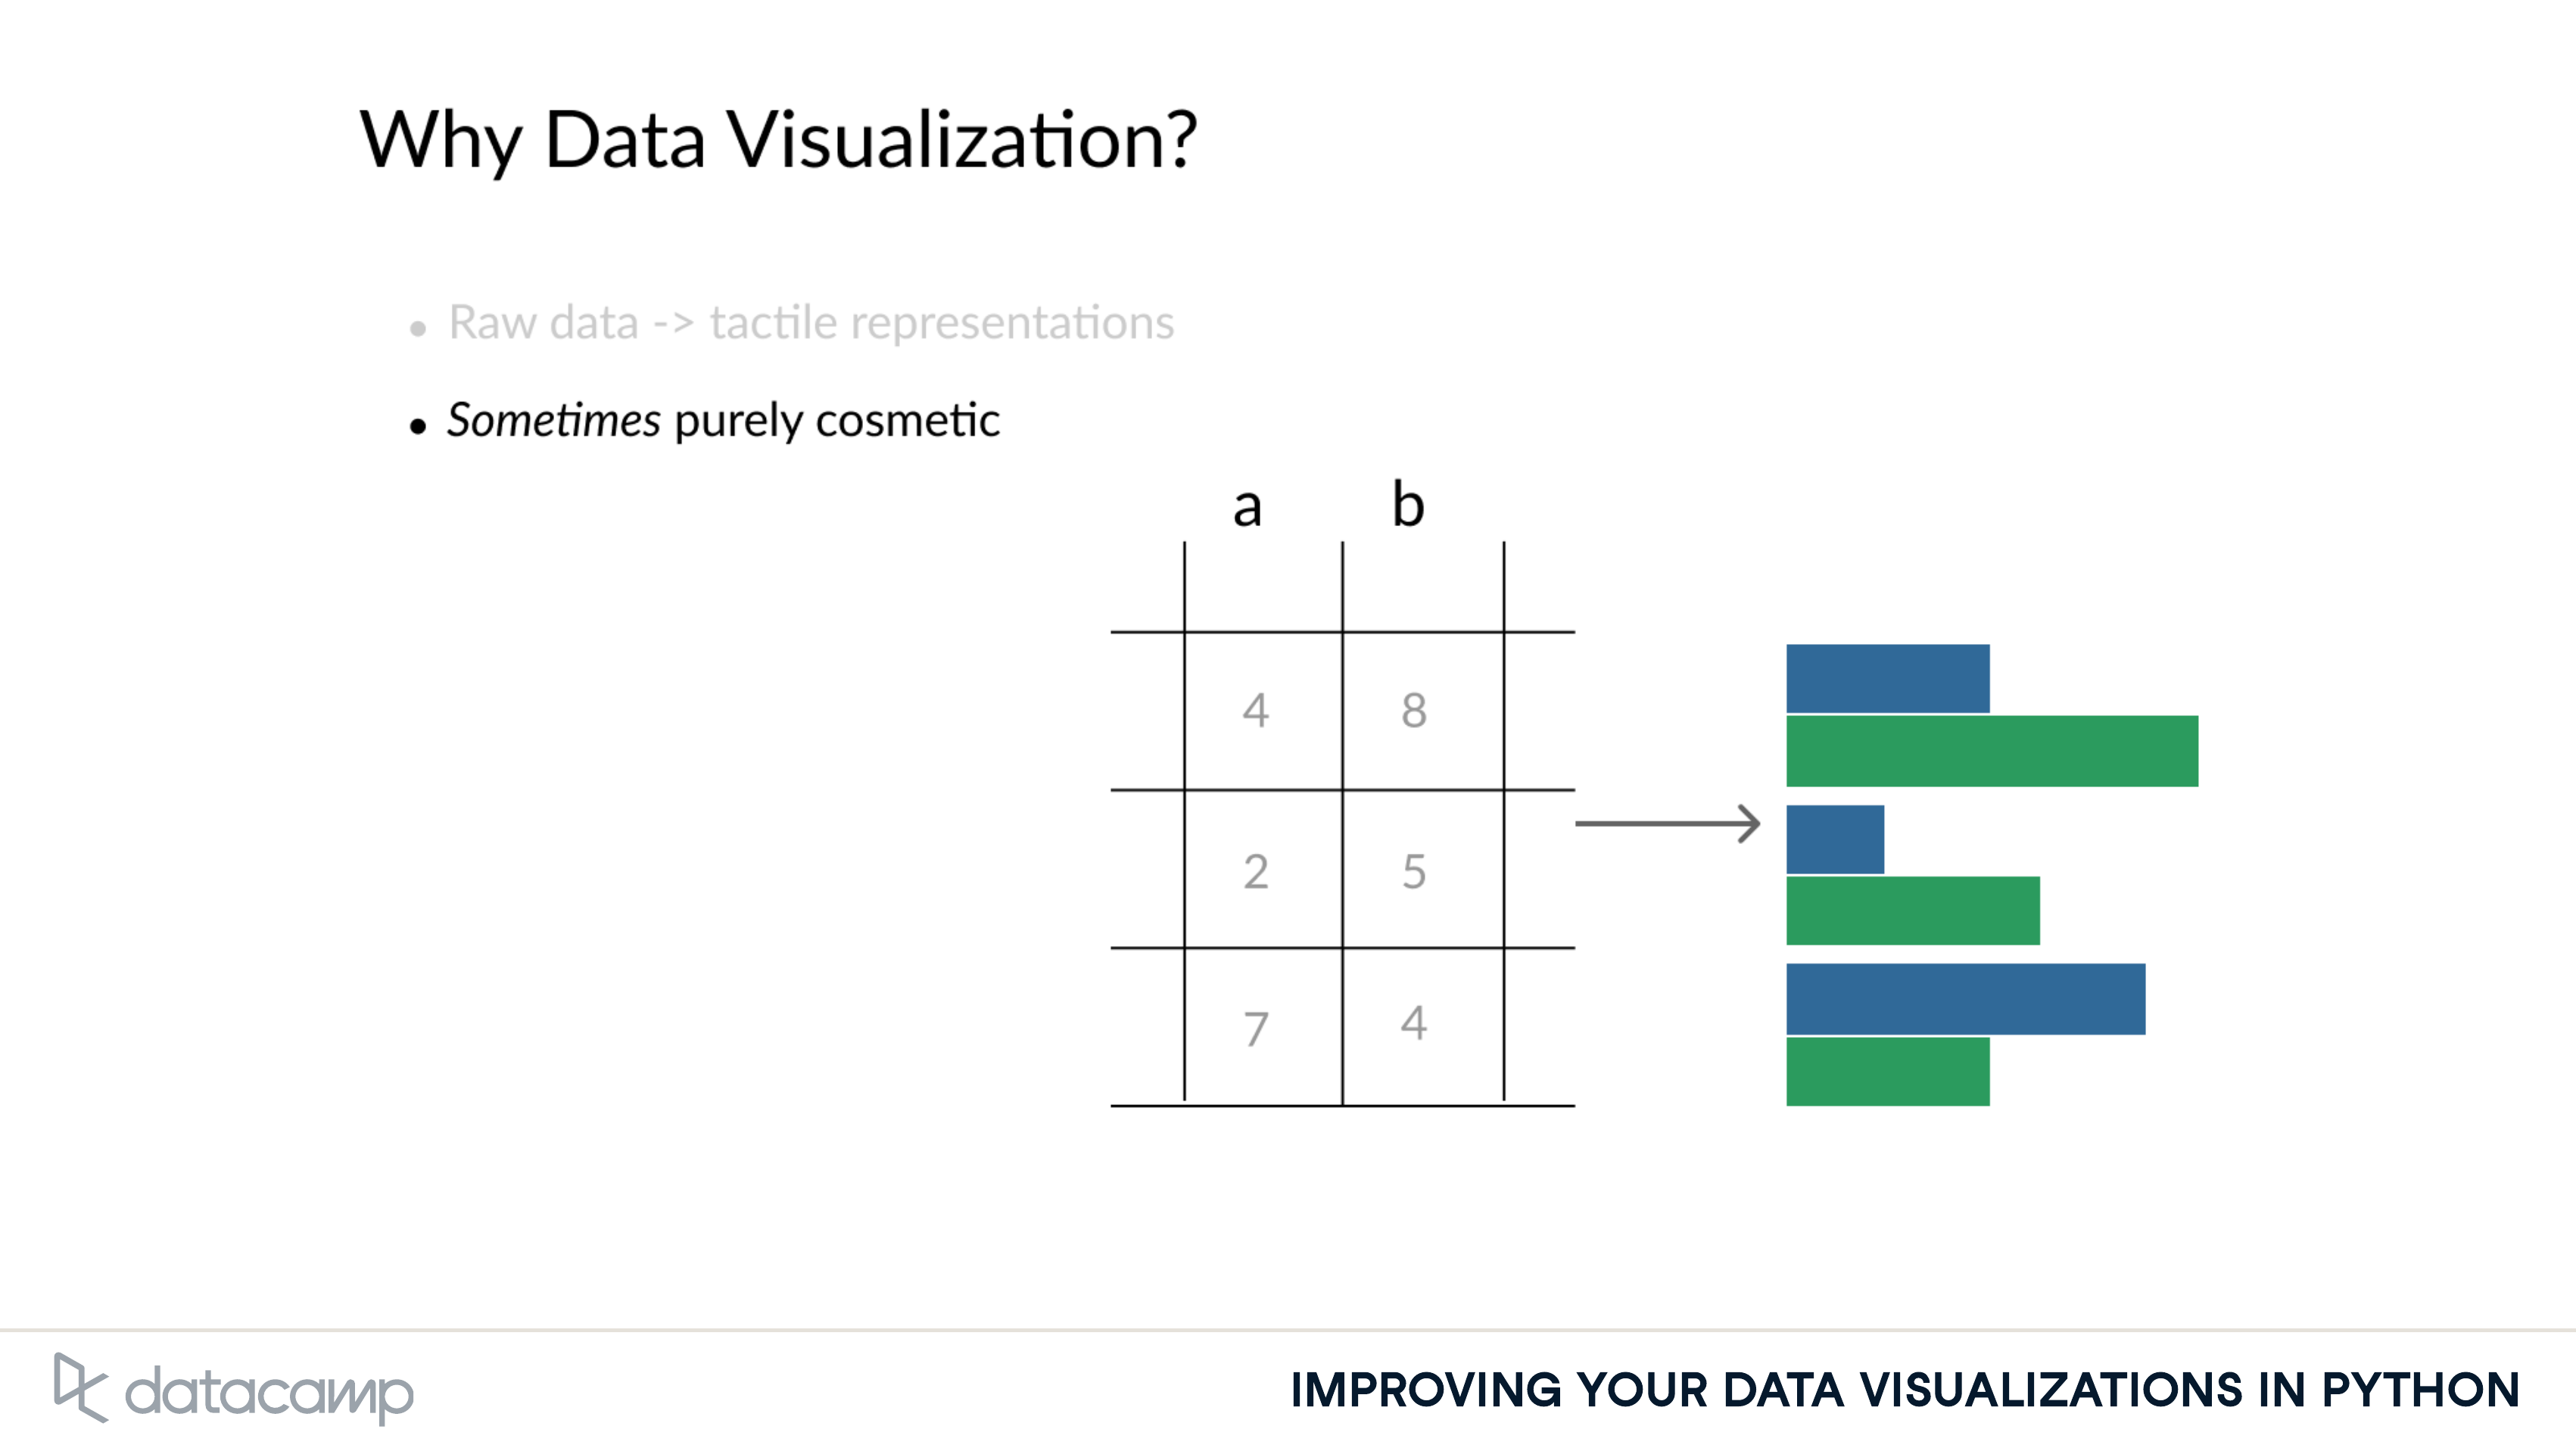 Why Data Visualization?
• Raw data -> tactile representations
• Sometimes purely cosmetic
a b
4 8
2 5
7 4
datacamp
IMPROVING YOUR DATA VISUALIZATIONS IN PYTHON